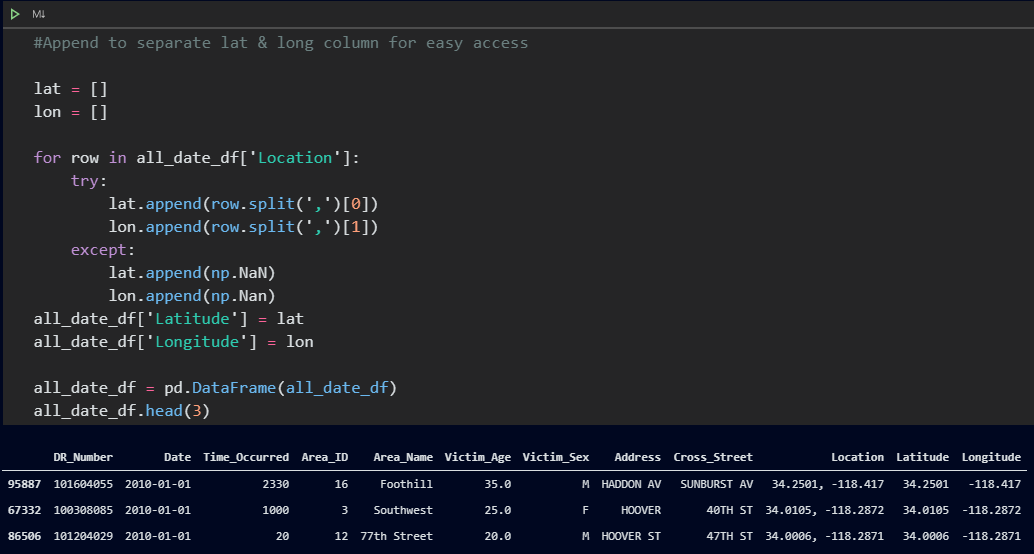 M↓
#Append to separate lat & long column for easy access
lat = []
lon = []
for row in all_date_df['Location']:
try:
lat.append(row.split(',')[0])
lon.append(row.split(',')[1])
except:
lat.append(np.NaN)
lon.append(np.Nan)
all_date_df['Latitude'] = lat
all_date_df['Longitude'] = lon
all_date_df = pd.DataFrame(all_date_df)
all_date_df.head(3)
DR_Number Date Time_Occurred Area_ID Area_Name Victim_Age Victim_Sex Address Cross_Street Location Latitude Longitude
95887 101604055 2010-01-01 2330 16 Foothill 35.0 M HADDON AV SUNBURST AV 34.2501, -118.417 34.2501 -118.417
67332 100308085 2010-01-01 1000 3 Southwest 25.0 F HOOVER 40TH ST 34.0105, -118.2872 34.0105 -118.2872
86506 101204029 2010-01-01 20 12 77th Street 20.0 M HOOVER ST 47TH ST 34.0006, -118.2871 34.0006 -118.2871